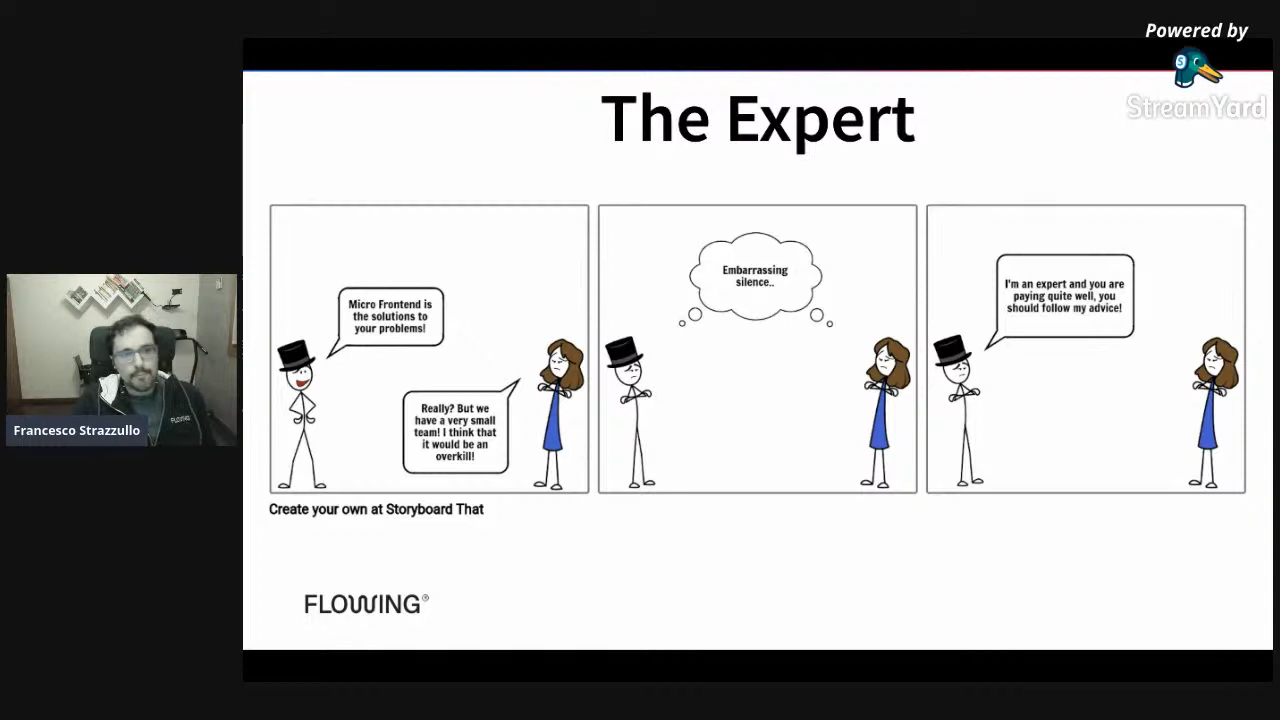 Powered by
StreamYard
The Expert
Micro Frontend is
the solutions to
your problems!
Really? But we
have a very small
team! I think that
it would be an
overkill!
Embarrassing
silence..
I'm an expert and you are
paying quite well, you
should follow my advice!
Create your own at Storyboard That
FLOWING®
FLOWING
Francesco Strazzullo